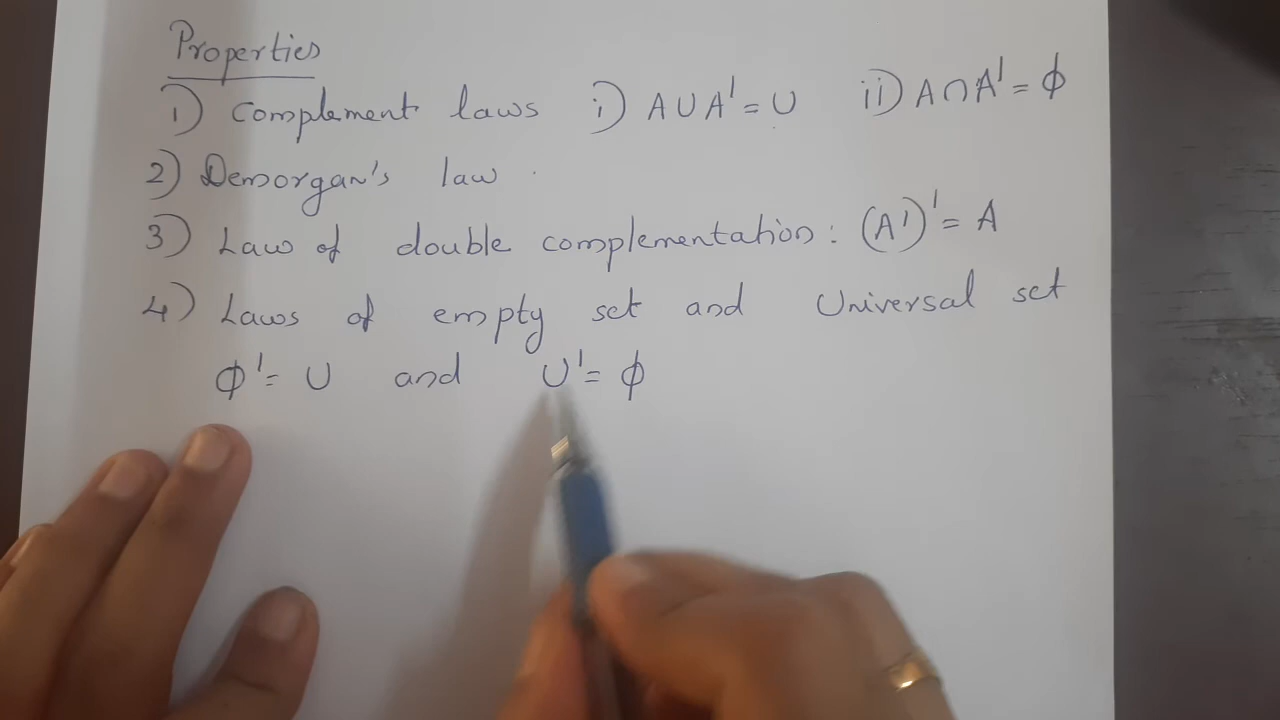 Properties
1) Complement laws i) A∪A' = U ii) A∩A' = ϕ
2) Demorgan's law .
3) Law of double complementation : (A')' = A
4) Laws of empty set and Universal set
ϕ' = U and U' = ϕ